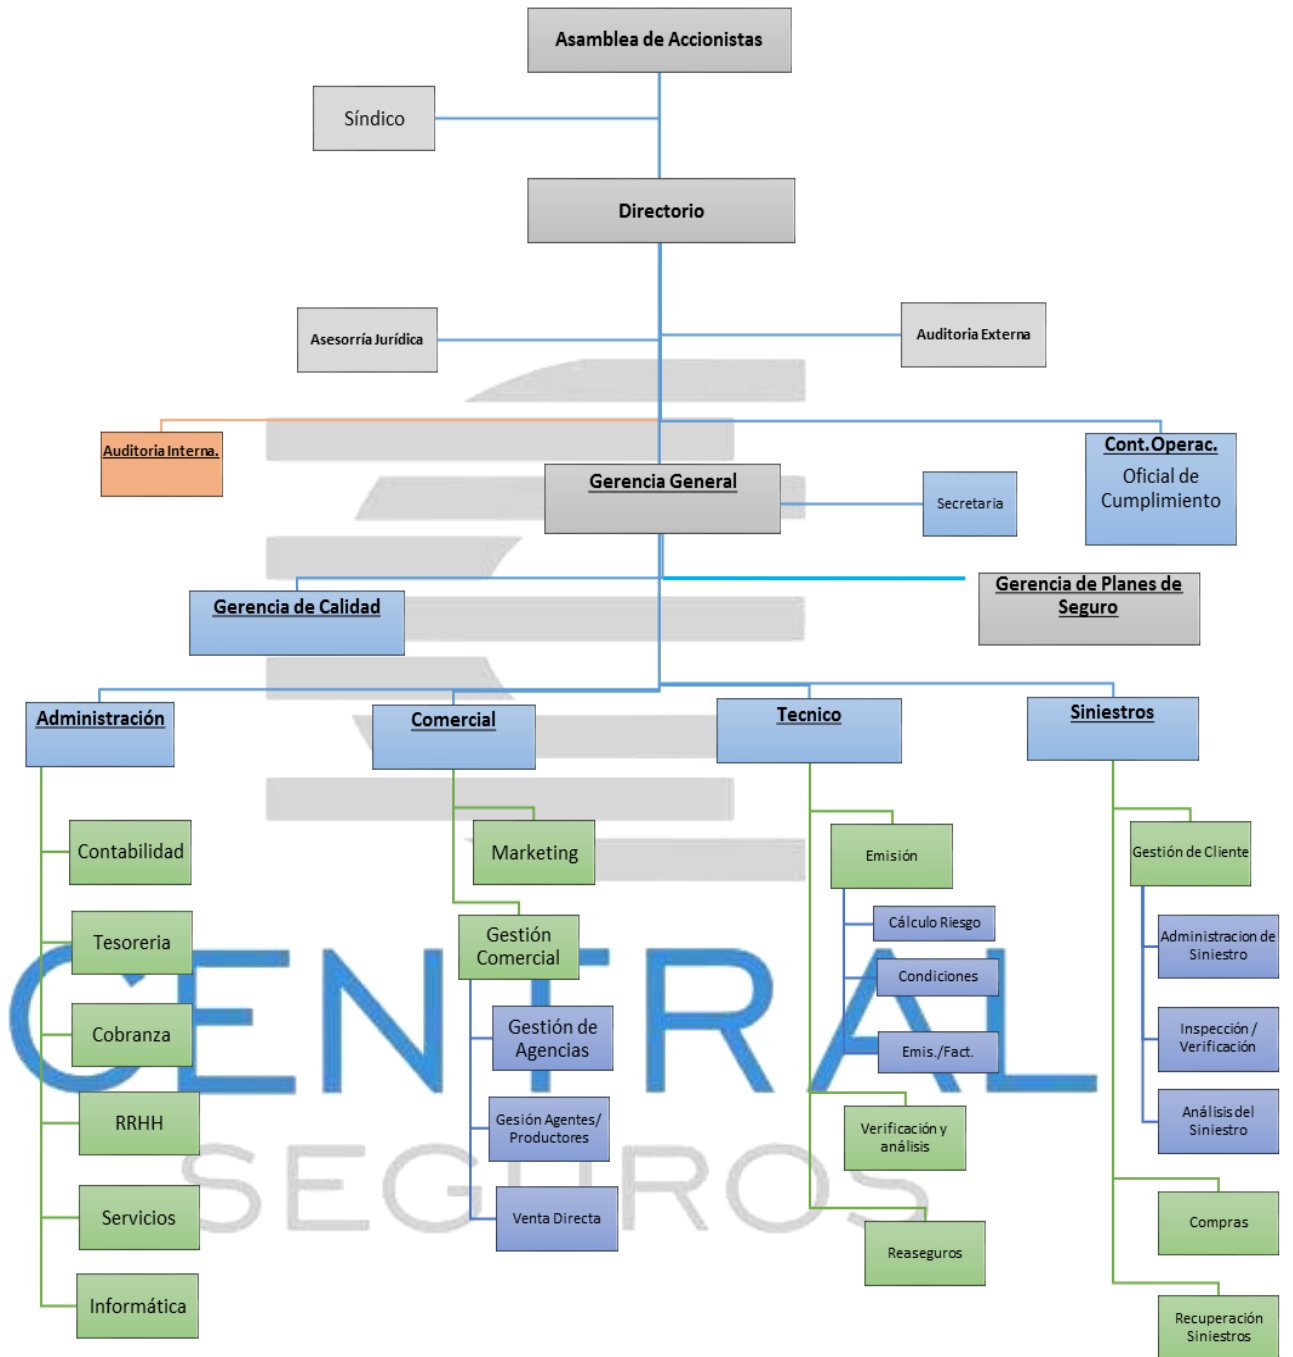 Asamblea de Accionistas
Síndico
Directorio
Asesorría Jurídica
Auditoria Externa
Auditoria Interna.
Cont.Operac.
Oficial de
Cumplimiento
Gerencia General
Secretaria
Gerencia de Calidad
Gerencia de Planes de
Seguro
Administración
Comercial
Tecnico
Siniestros
Contabilidad
Tesoreria
Cobranza
RRHH
Servicios
Informática
Marketing
Gestión
Comercial
Gestión de
Agencias
Gesión Agentes/
Productores
Venta Directa
Emisión
Cálculo Riesgo
Condiciones
Emis./Fact.
Verificación y
análisis
Reaseguros
Gestión de Cliente
Administracion de
Siniestro
Inspección /
Verificación
Análisis del
Siniestro
Compras
Recuperación
Siniestros
CENTRAL
SEGUROS